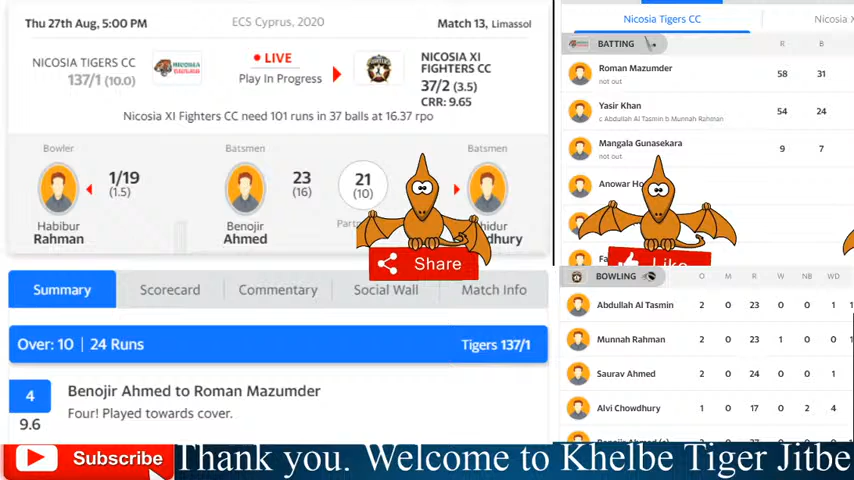 Thu 27th Aug, 5:00 PM
ECS Cyprus, 2020
Match 13, Limassol
NICOSIA TIGERS CC
137/1 (10.0)
LIVE
Play In Progress
NICOSIA XI
FIGHTERS CC
37/2 (3.5)
CRR: 9.65
Nicosia XI Fighters CC need 101 runs in 37 balls at 16.37 rpo
Bowler
1/19
(1.5)
Habibur
Rahman
Batsmen
23
(16)
Benojir
Ahmed
21
(10)
Batsmen
Share
Summary
Scorecard
Commentary
Social Wall
Match Info
Over: 10 | 24 Runs
Tigers 137/1
4
9.6
Benojir Ahmed to Roman Mazumder
Four! Played towards cover.
Nicosia Tigers CC
Nicosia X
BATTING
R B
Roman Mazumder 58 31
not out
Yasir Khan 54 24
c Abdullah Al Tasmin b Munnah Rahman
Mangala Gunasekara 9 7
not out
Anowar
Like
BOWLING
O M R W NB WD
Abdullah Al Tasmin 2 0 23 0 0 1
Munnah Rahman 2 0 23 1 0 0
Saurav Ahmed 2 0 24 0 0 1
Alvi Chowdhury 1 0 17 0 2 4
Subscribe
Thank you. Welcome to Khelbe Tiger Jitbe